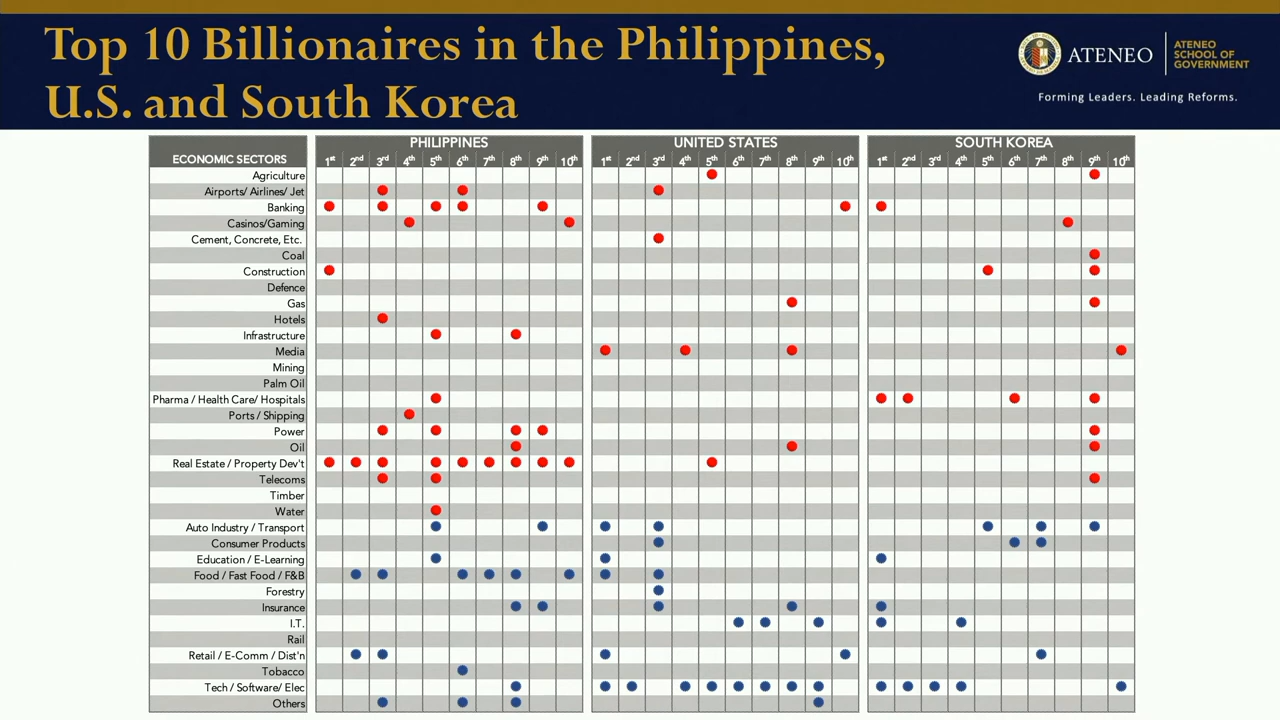 Top 10 Billionaires in the Philippines,
U.S. and South Korea
ATENEO
ATENEO
SCHOOL OF
GOVERNMENT
Forming Leaders. Leading Reforms.
PHILIPPINES UNITED STATES SOUTH KOREA
ECONOMIC SECTORS 1st 2nd 3rd 4th 5th 6th 7th 8th 9th 10th 1st 2nd 3rd 4th 5th 6th 7th 8th 9th 10th 1st 2nd 3rd 4th 5th 6th 7th 8th 9th 10th
Agriculture
Airports/ Airlines/ Jet
Banking
Casinos/Gaming
Cement, Concrete, Etc.
Coal
Construction
Defence
Gas
Hotels
Infrastructure
Media
Mining
Palm Oil
Pharma / Health Care/ Hospitals
Ports / Shipping
Power
Oil
Real Estate / Property Dev't
Telecoms
Timber
Water
Auto Industry / Transport
Consumer Products
Education / E-Learning
Food / Fast Food / F&B
Forestry
Insurance
I.T.
Rail
Retail / E-Comm / Dist'n
Tobacco
Tech / Software/ Elec
Others